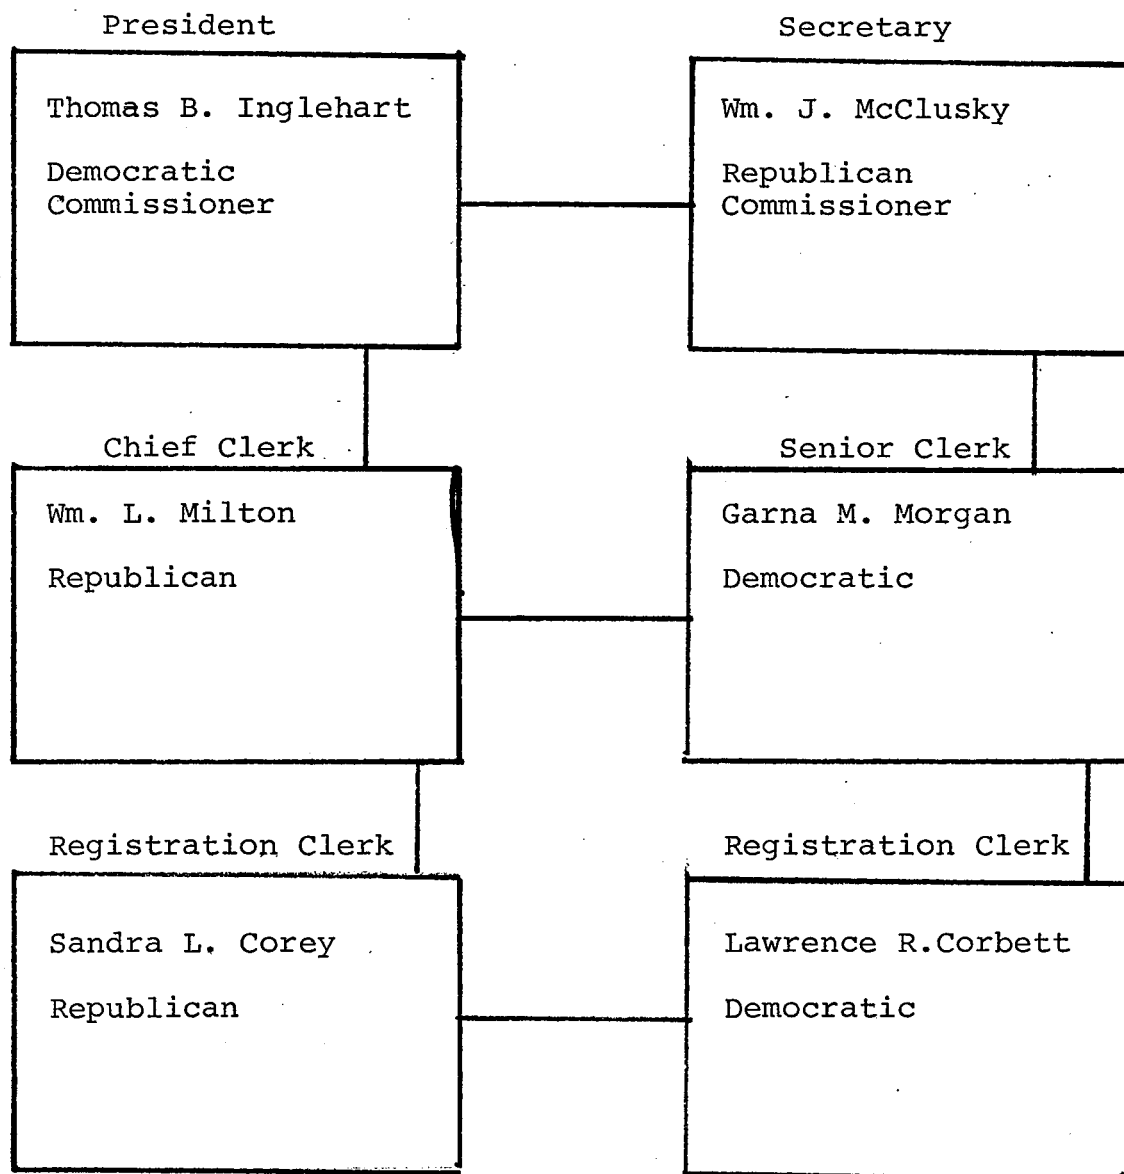 President
Thomas B. Inglehart
Democratic
Commissioner
Secretary
Wm. J. McClusky
Republican
Commissioner
Chief Clerk
Wm. L. Milton
Republican
Senior Clerk
Garna M. Morgan
Democratic
Registration Clerk
Sandra L. Corey
Republican
Registration Clerk
Lawrence R.Corbett
Democratic